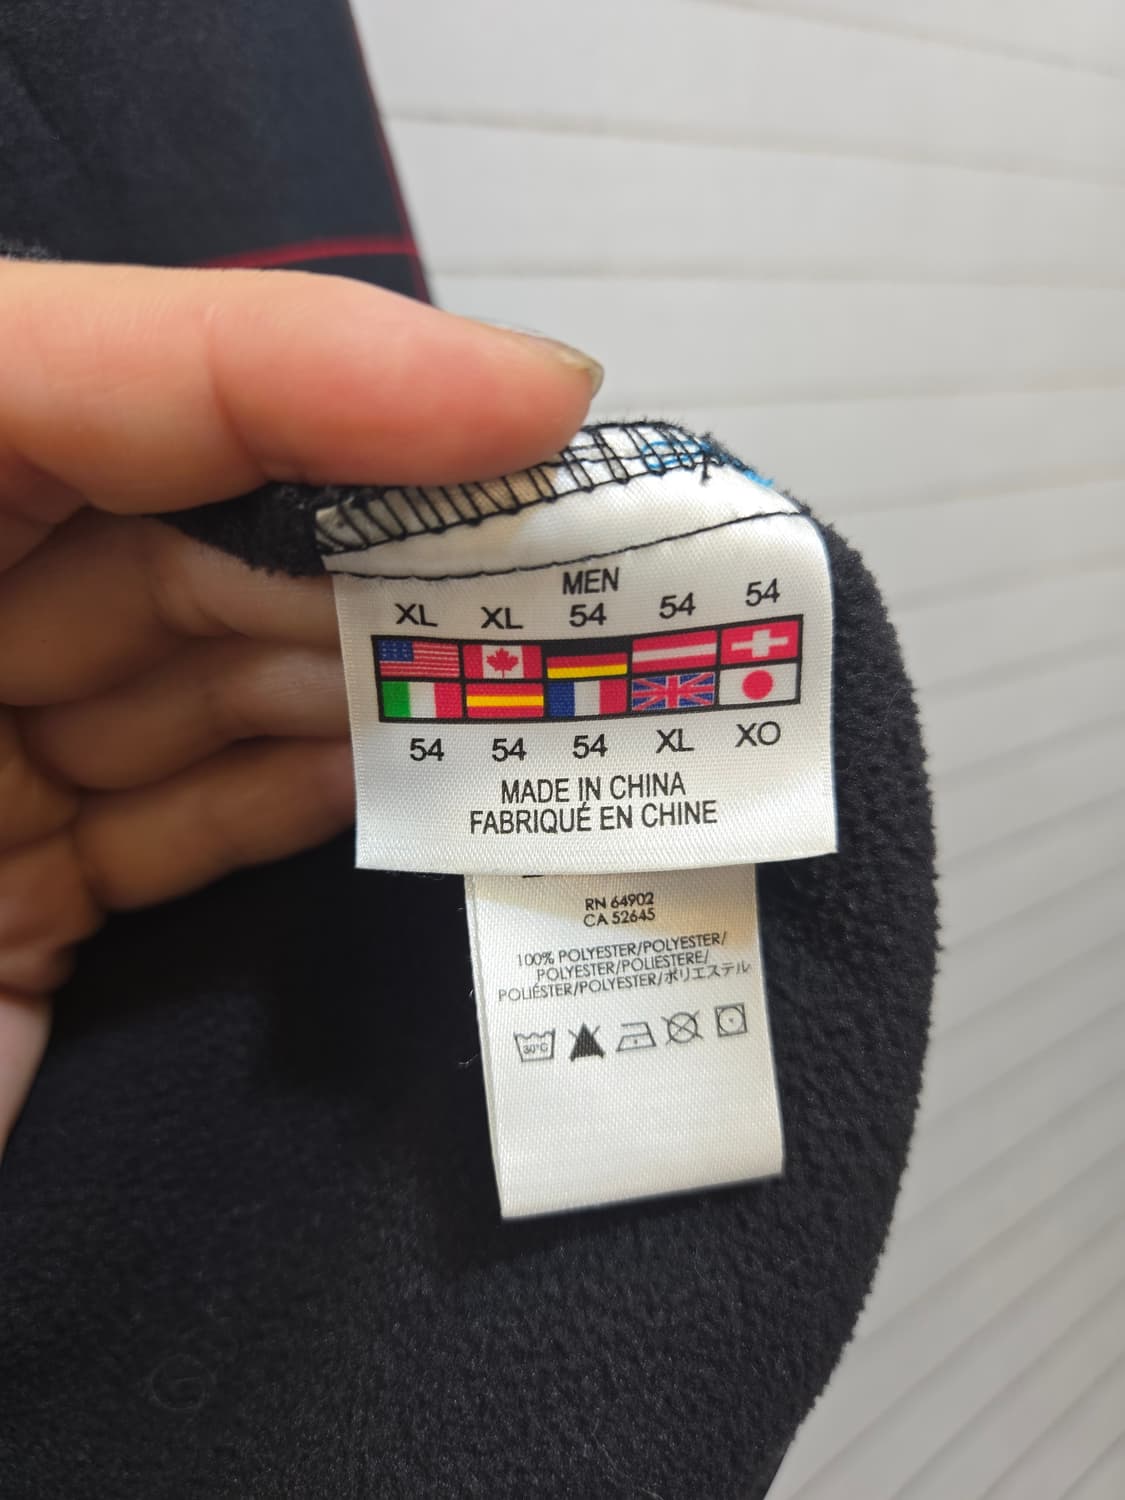 MEN
XL XL 54 54 54
54 54 54 XL XO
MADE IN CHINA
FABRIQUÉ EN CHINE
RN 64902
CA 52645
100% POLYESTER/POLYESTER/
POLYESTER/POLIESTERE/
POLIÉSTER/POLYESTER/ポリエステル
30°C